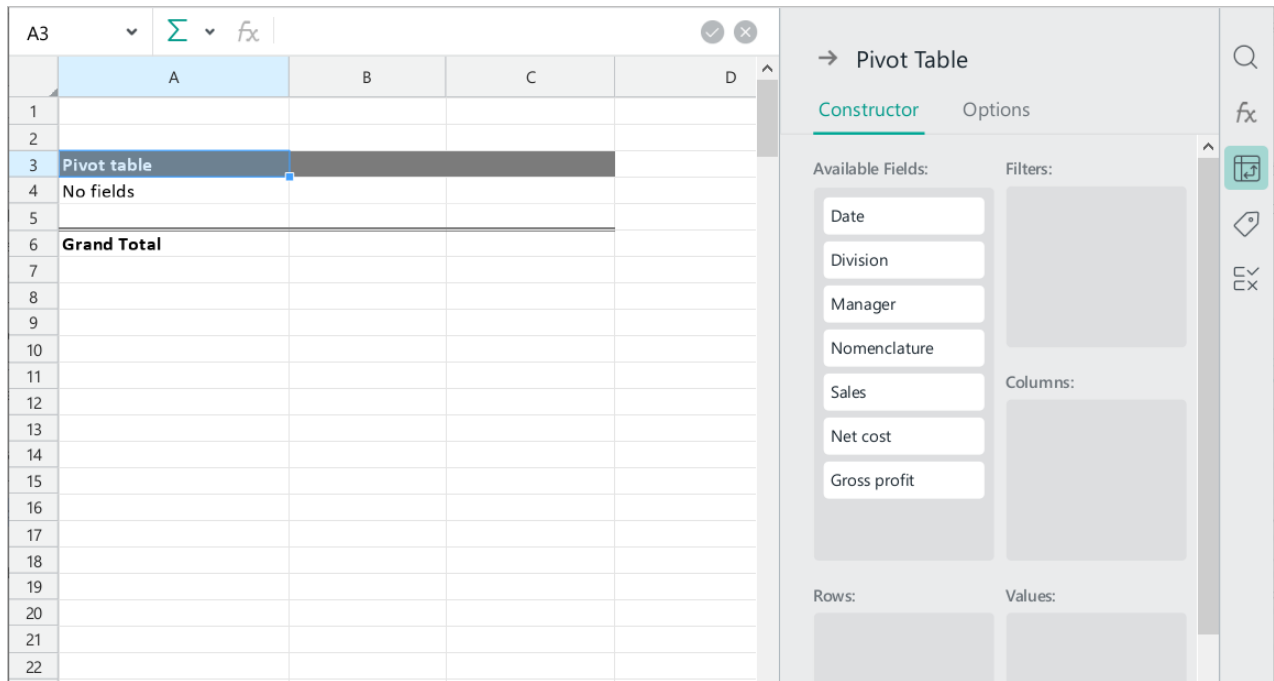 A3 Σ fx
A B C D
1
2
3 Pivot table
4 No fields
5
6 Grand Total
7
8
9
10
11
12
13
14
15
16
17
18
19
20
21
22
Pivot Table
Constructor Options
Available Fields: Filters:
Date
Division
Manager
Nomenclature
Sales
Columns:
Net cost
Gross profit
Rows: Values:
fx